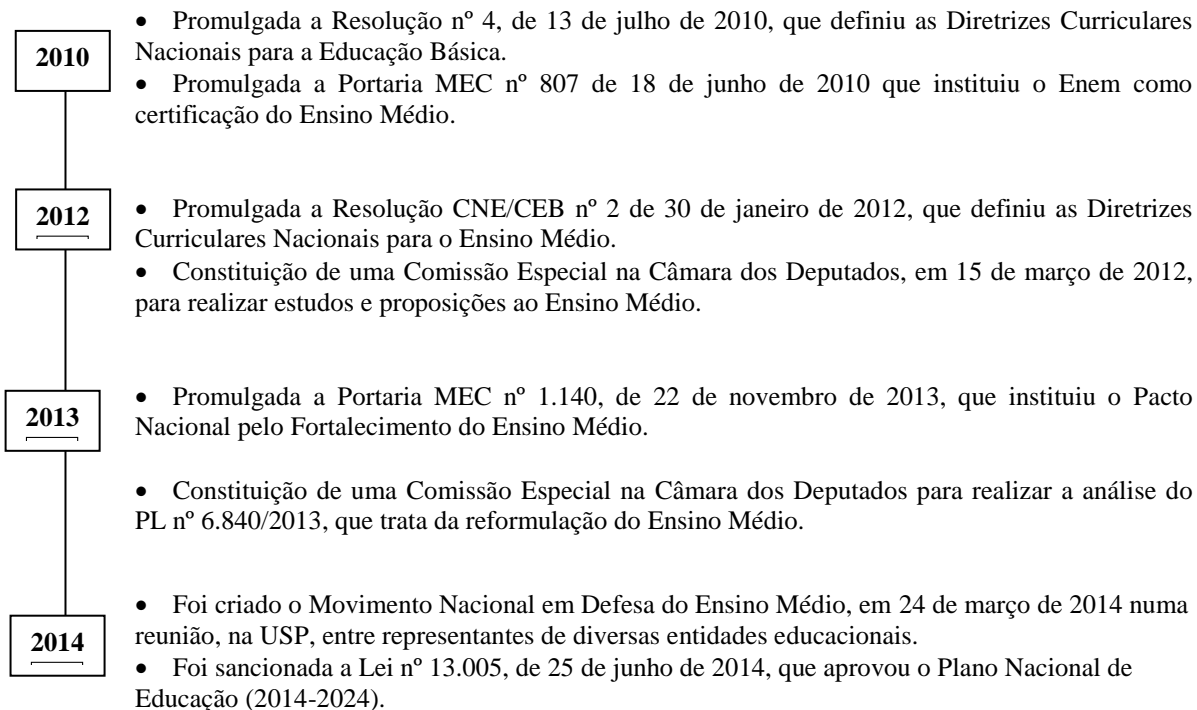 • Promulgada a Resolução nº 4, de 13 de julho de 2010, que definiu as Diretrizes Curriculares
2010
Nacionais para a Educação Básica.
• Promulgada a Portaria MEC nº 807 de 18 de junho de 2010 que instituiu o Enem como
certificação do Ensino Médio.
2012
• Promulgada a Resolução CNE/CEB nº 2 de 30 de janeiro de 2012, que definiu as Diretrizes
Curriculares Nacionais para o Ensino Médio.
• Constituição de uma Comissão Especial na Câmara dos Deputados, em 15 de março de 2012,
para realizar estudos e proposições ao Ensino Médio.
2013
• Promulgada a Portaria MEC nº 1.140, de 22 de novembro de 2013, que instituiu o Pacto
Nacional pelo Fortalecimento do Ensino Médio.
• Constituição de uma Comissão Especial na Câmara dos Deputados para realizar a análise do
PL nº 6.840/2013, que trata da reformulação do Ensino Médio.
• Foi criado o Movimento Nacional em Defesa do Ensino Médio, em 24 de março de 2014 numa
reunião, na USP, entre representantes de diversas entidades educacionais.
2014
• Foi sancionada a Lei nº 13.005, de 25 de junho de 2014, que aprovou o Plano Nacional de
Educação (2014-2024).